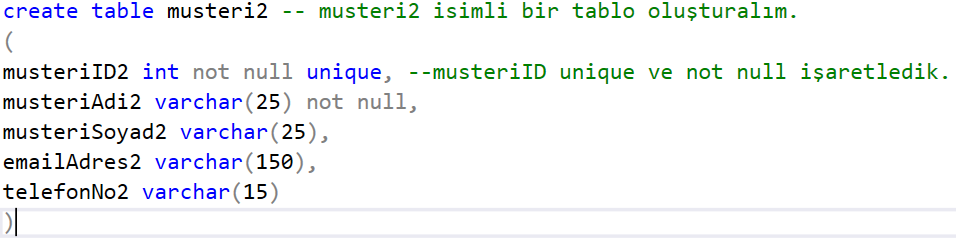 create table musteri2 -- musteri2 isimli bir tablo oluşturalım.
(
musteriID2 int not null unique, --musteriID unique ve not null işaretledik.
musteriAdi2 varchar(25) not null,
musteriSoyad2 varchar(25),
emailAdres2 varchar(150),
telefonNo2 varchar(15)
)